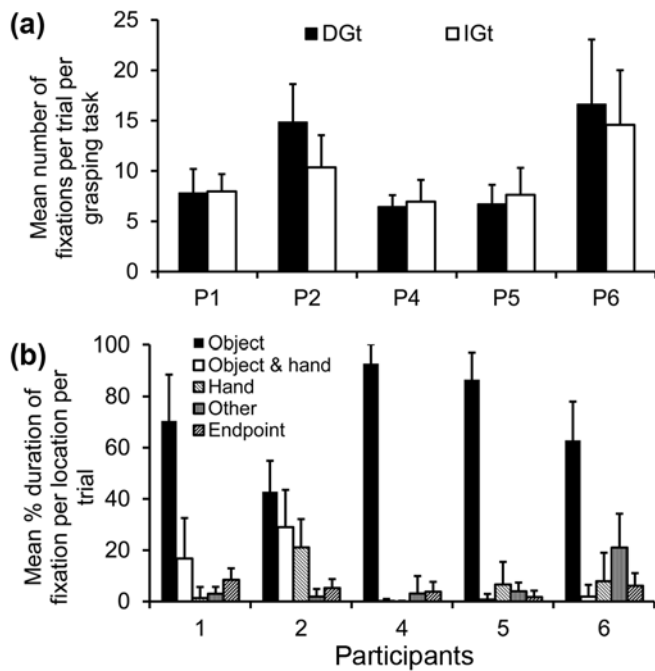 (a)
DGt IGt
Mean number of
fixations per trial per
grasping task
25
20
15
10
5
0
P1 P2 P4 P5 P6
(b)
Object
Object & hand
Hand
Other
Endpoint
Mean % duration of
fixation per location per
trial
100
80
60
40
20
0
1 2 4 5 6
Participants